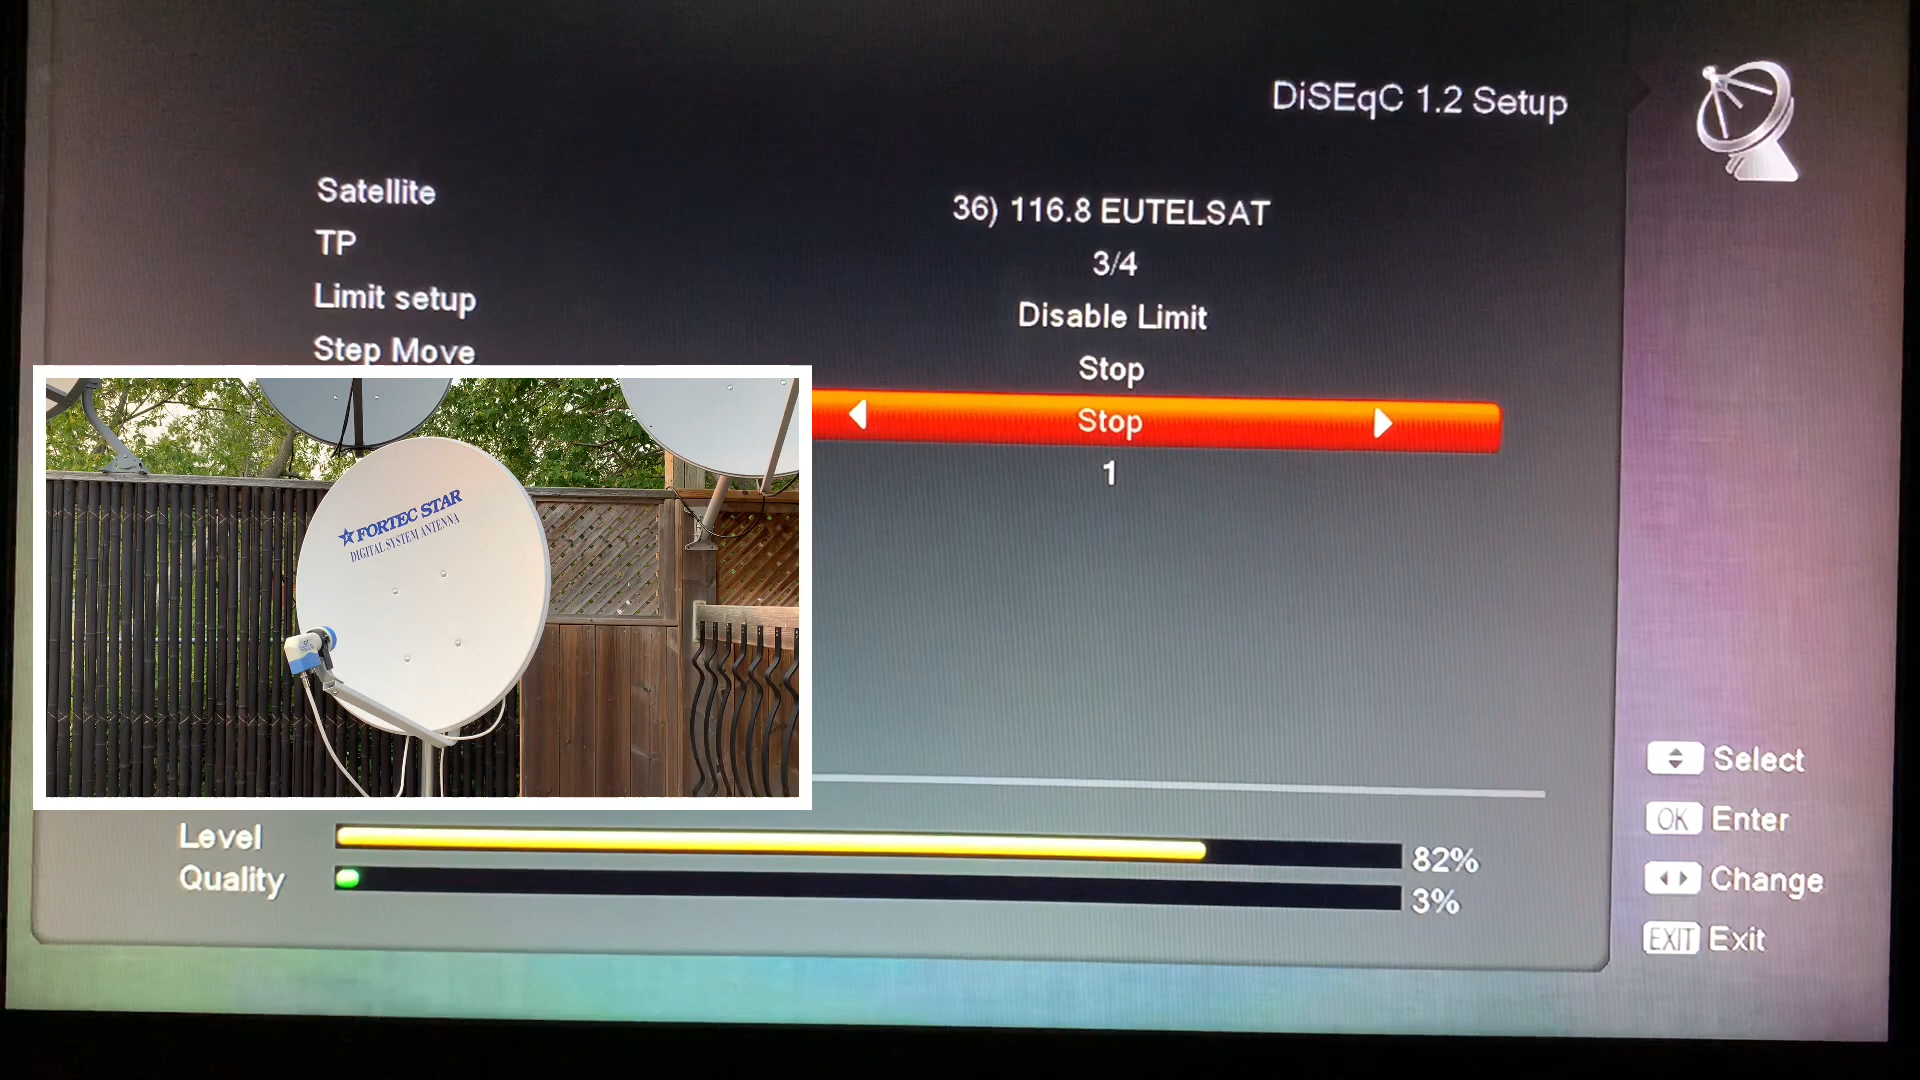 DiSEqC 1.2 Setup
Satellite
36) 116.8 EUTELSAT
TP
3/4
Limit setup
Disable Limit
Step Move
Stop
Stop
1
FORTEC STAR
DIGITAL SYSTEM ANTENNA
Level
82%
Quality
3%
Select
OK Enter
Change
EXIT Exit